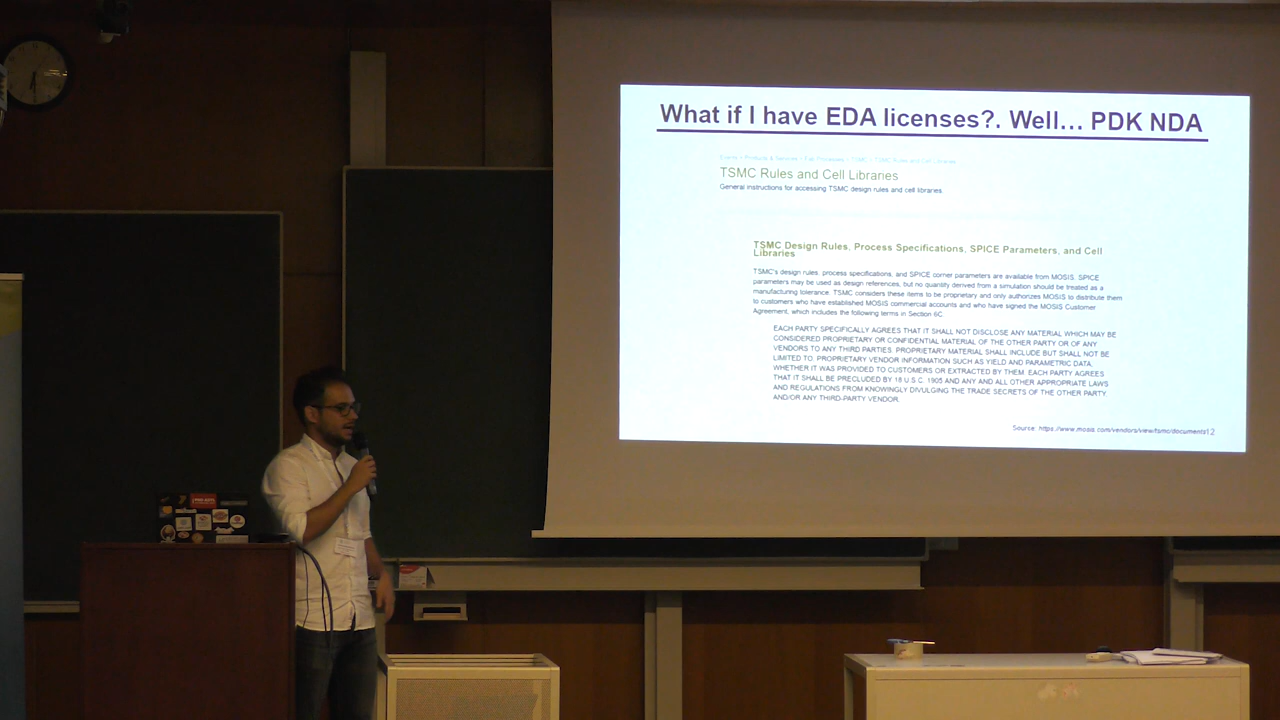 What if I have EDA licenses?. Well... PDK NDA
TSMC Rules and Cell Libraries
General instructions for accessing TSMC design rules and cell libraries.
TSMC Design Rules, Process Specifications, SPICE Parameters, and Cell
Libraries
TSMC's design rules, process specifications, and SPICE corner parameters are available from MOSIS. SPICE
parameters may be used as design references, but no quantity derived from a simulation should be treated as a
manufacturing tolerance. TSMC considers these items to be proprietary and only authorizes MOSIS to distribute them
to customers who have established MOSIS commercial accounts and who have signed the MOSIS Customer
Agreement, which includes the following terms in Section 6C.
EACH PARTY SPECIFICALLY AGREES THAT IT SHALL NOT DISCLOSE ANY MATERIAL WHICH MAY BE
CONSIDERED PROPRIETARY OR CONFIDENTIAL MATERIAL OF THE OTHER PARTY OR OF ANY
VENDORS TO ANY THIRD PARTIES. PROPRIETARY MATERIAL SHALL INCLUDE BUT SHALL NOT BE
LIMITED TO: PROPRIETARY VENDOR INFORMATION SUCH AS YIELD AND PARAMETRIC DATA,
WHETHER IT WAS PROVIDED TO CUSTOMERS OR EXTRACTED BY THEM. EACH PARTY AGREES
THAT IT SHALL BE PRECLUDED BY 18 U.S.C. 1905 AND ANY AND ALL OTHER APPROPRIATE LAWS
AND REGULATIONS FROM KNOWINGLY DIVULGING THE TRADE SECRETS OF THE OTHER PARTY
AND/OR ANY THIRD-PARTY VENDOR.
Source: https://www.mosis.com/vendors/view/tsmc/documents12